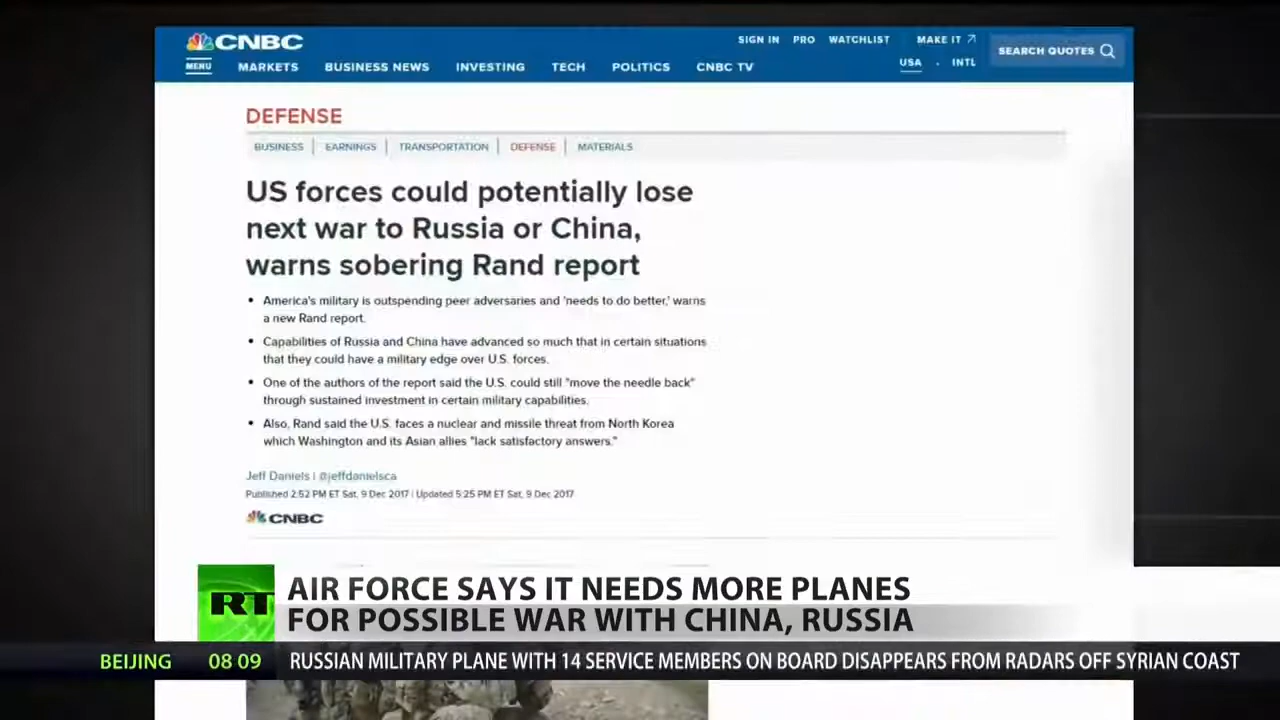 CNBC
SIGN IN PRO WATCHLIST MAKE IT
SEARCH QUOTES
USA · INTL
MENU MARKETS BUSINESS NEWS INVESTING TECH POLITICS CNBC TV
DEFENSE
BUSINESS | EARNINGS | TRANSPORTATION | DEFENSE | MATERIALS
US forces could potentially lose
next war to Russia or China,
warns sobering Rand report
• America's military is outspending peer adversaries and 'needs to do better,' warns
a new Rand report.
• Capabilities of Russia and China have advanced so much that in certain situations
that they could have a military edge over U.S. forces.
• One of the authors of the report said the U.S. could still "move the needle back"
through sustained investment in certain military capabilities.
• Also, Rand said the U.S. faces a nuclear and missile threat from North Korea
which Washington and its Asian allies "lack satisfactory answers."
Jeff Daniels | @jeffdanielsca
Published 2:52 PM ET Sat, 9 Dec 2017 | Updated 5:25 PM ET Sat, 9 Dec 2017
CNBC
RT
AIR FORCE SAYS IT NEEDS MORE PLANES
FOR POSSIBLE WAR WITH CHINA, RUSSIA
BEIJING 08 09 RUSSIAN MILITARY PLANE WITH 14 SERVICE MEMBERS ON BOARD DISAPPEARS FROM RADARS OFF SYRIAN COAST